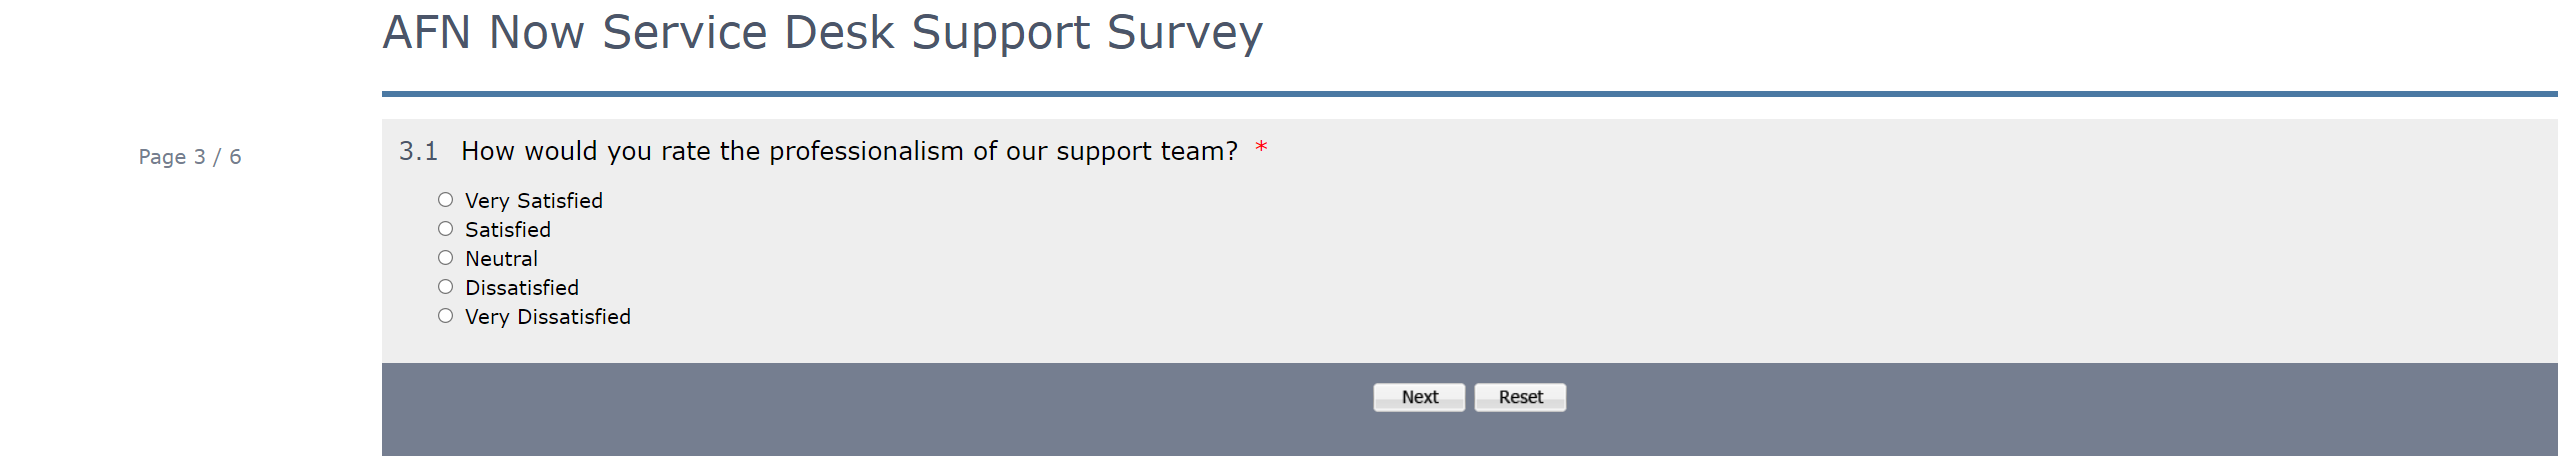 AFN Now Service Desk Support Survey
Page 3 / 6
3.1 How would you rate the professionalism of our support team? *
Very Satisfied
Satisfied
Neutral
Dissatisfied
Very Dissatisfied
Next Reset